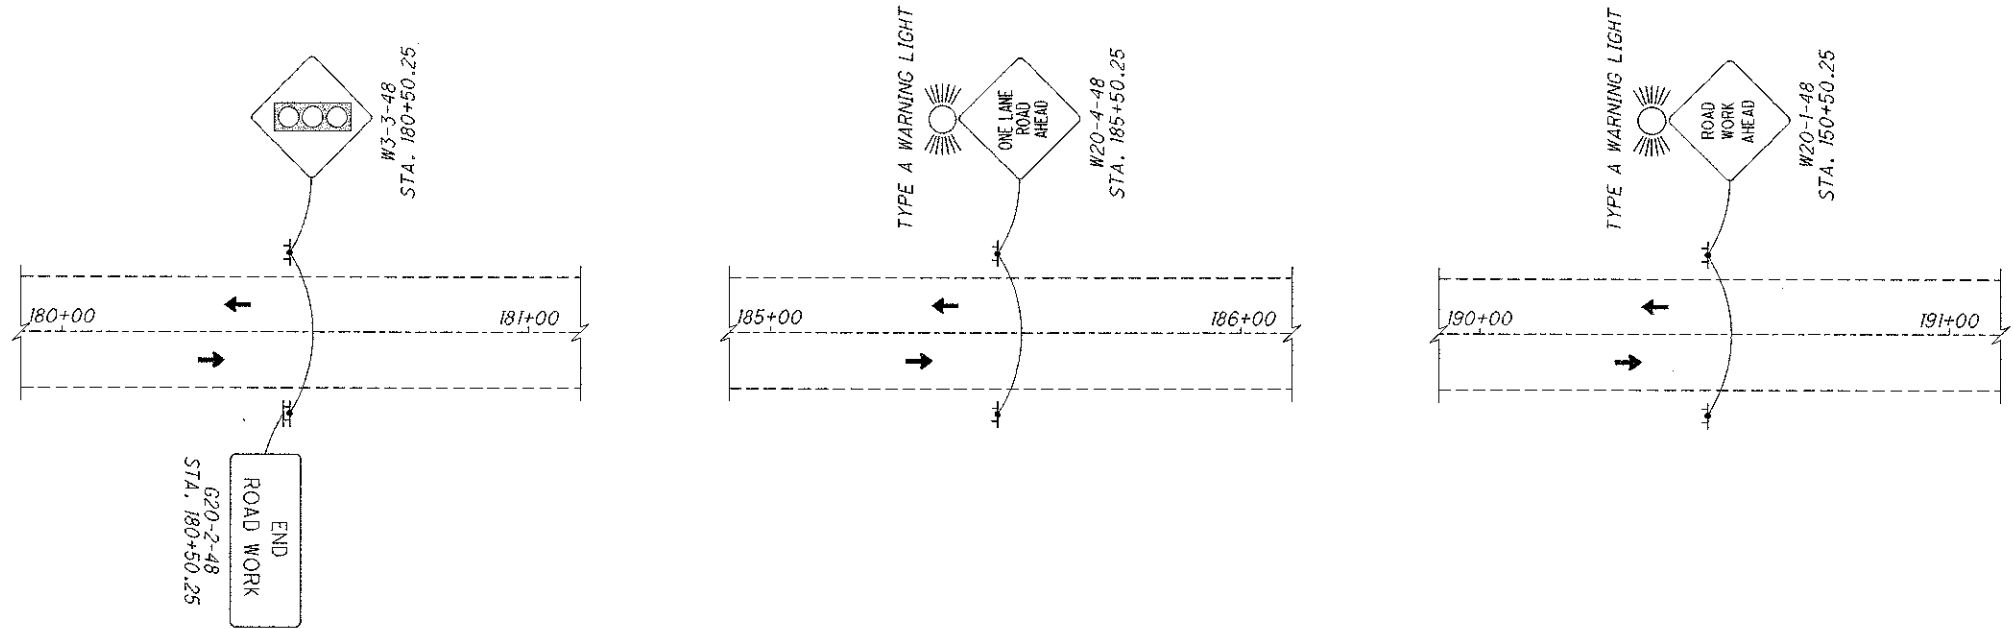 W3-3-48
STA. 180+50.25
180+00
181+00
END
ROAD WORK
G20-2-48
STA. 180+50.25
TYPE A WARNING LIGHT
ONE LANE
ROAD
AHEAD
W20-4-48
STA. 185+50.25
185+00
186+00
TYPE A WARNING LIGHT
ROAD
WORK
AHEAD
W20-1-48
STA. 150+50.25
190+00
191+00